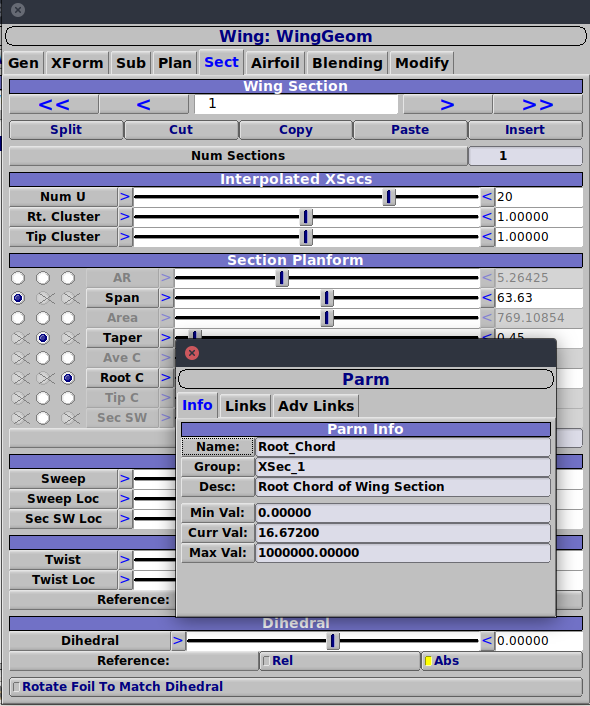 Wing: WingGeom
Gen XForm Sub Plan Sect Airfoil Blending Modify
Wing Section
<< < 1 > >>
Split Cut Copy Paste Insert
Num Sections 1
Interpolated XSecs
Num U > < 20
Rt. Cluster > < 1.00000
Tip Cluster > < 1.00000
Section Planform
AR > < 5.26425
Span > < 63.63
Area > < 769.10854
Taper > < 0.45
Ave C >
Root C >
Tip C >
Sec SW >
Parm
Info Links Adv Links
Parm Info
Name: Root_Chord
Group: XSec_1
Desc: Root Chord of Wing Section
Min Val: 0.00000
Curr Val: 16.67200
Max Val: 1000000.00000
Sweep >
Sweep Loc >
Sec SW Loc >
Twist >
Twist Loc >
Reference:
Dihedral
Dihedral > < 0.00000
Reference: Rel Abs
Rotate Foil To Match Dihedral